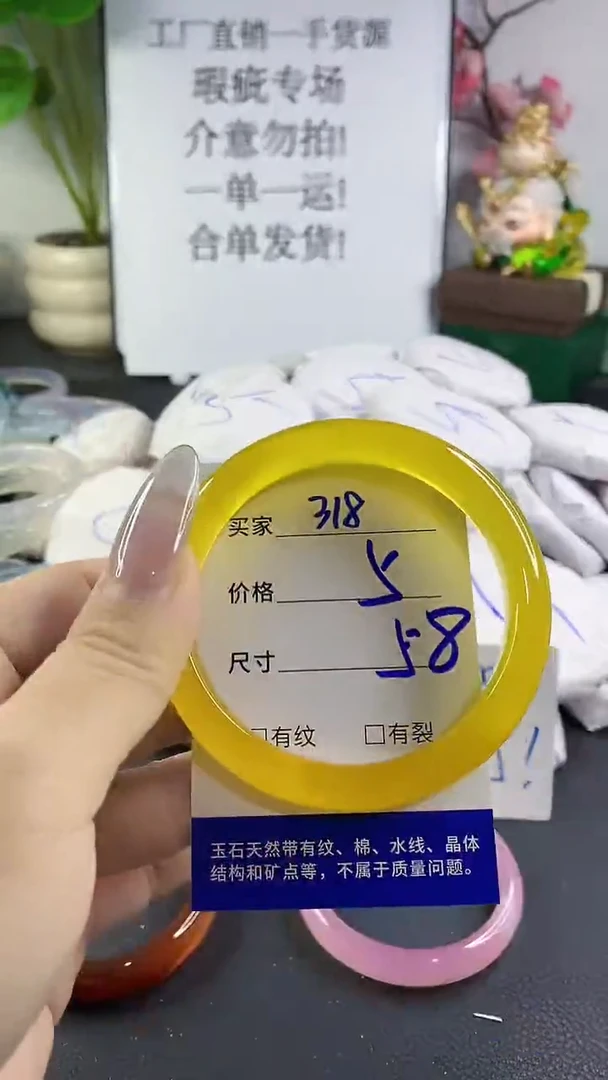 工厂直销一手货源
瑕疵专场
介意勿拍!
一单一运!
合单发货!
买家 318
价格 5
尺寸 58
□有纹 □有裂
玉石天然带有纹、棉、水线、晶体
结构和矿点等，不属于质量问题。